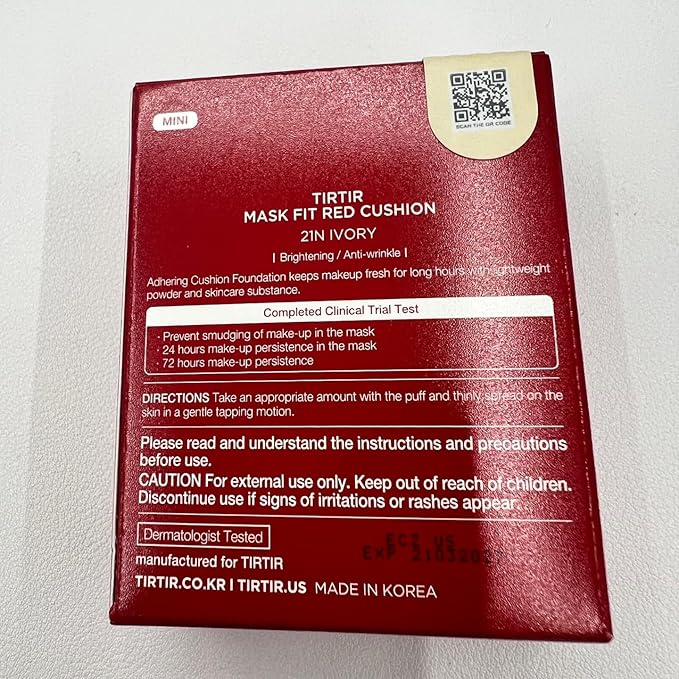 MINI
SCAN THE QR CODE
TIRTIR
MASK FIT RED CUSHION
21N IVORY
| Brightening / Anti-wrinkle |
Adhering Cushion Foundation keeps makeup fresh for long hours with lightweight
powder and skincare substance.
Completed Clinical Trial Test
· Prevent smudging of make-up in the mask
· 24 hours make-up persistence in the mask
· 72 hours make-up persistence
DIRECTIONS Take an appropriate amount with the puff and thinly spread on the
skin in a gentle tapping motion.
Please read and understand the instructions and precautions
before use.
CAUTION For external use only. Keep out of reach of children.
Discontinue use if signs of irritations or rashes appear.
Dermatologist Tested
EC2 US
EXP 21032027
manufactured for TIRTIR
TIRTIR.CO.KR | TIRTIR.US MADE IN KOREA